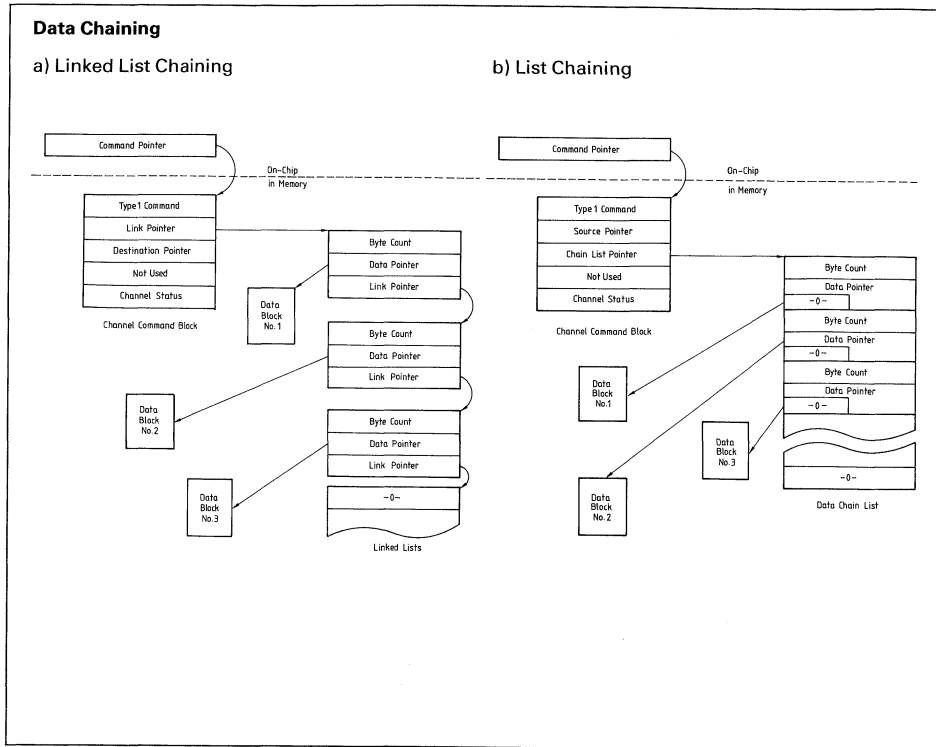 Data Chaining
a) Linked List Chaining
Command Pointer
On-Chip
in Memory
Type 1 Command
Link Pointer
Destination Pointer
Not Used
Channel Status
Channel Command Block
Byte Count
Data Pointer
Link Pointer
Data
Block
No. 1
Byte Count
Data Pointer
Link Pointer
Data
Block
No. 2
Byte Count
Data Pointer
Link Pointer
Data
Block
No. 3
-0-
Linked Lists
b) List Chaining
Command Pointer
On-Chip
in Memory
Type 1 Command
Source Pointer
Chain List Pointer
Not Used
Channel Status
Channel Command Block
Byte Count
Data Pointer
-0-
Byte Count
Data Pointer
-0-
Byte Count
Data Pointer
-0-
-0-
Data Chain List
Data
Block
No.1
Data
Block
No.3
Data
Block
No.2